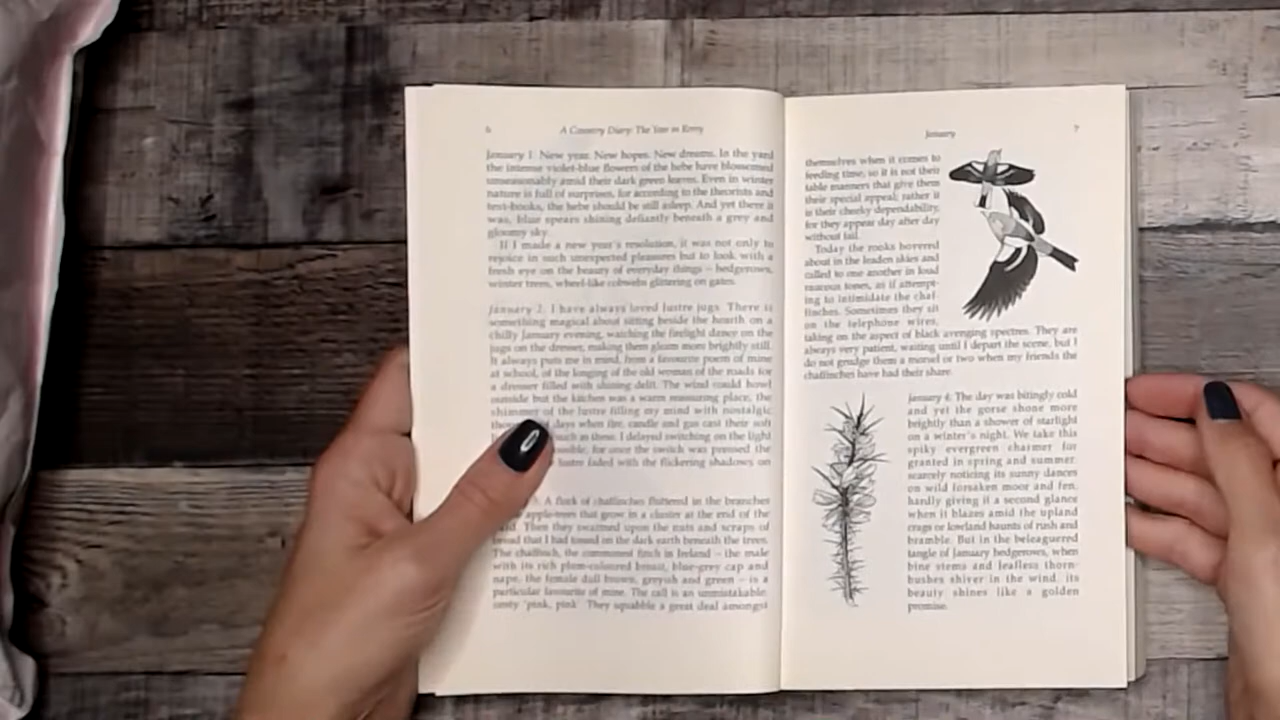 6
A Country Diary: The Year in Kerry
January 1. New year. New hopes. New dreams. In the yard
the intense violet-blue flowers of the hebe have blossomed
unseasonably amid their dark green leaves. Even in winter
nature is full of surprises, for according to the theorists and
text-books, the hebe should be still asleep. And yet there it
was, blue spears shining defiantly beneath a grey and
gloomy sky.
If I made a new year's resolution, it was not only to
rejoice in such unexpected pleasures but to look with a
fresh eye on the beauty of everyday things – hedgerows,
winter trees, wheel-like cobwebs glittering on gates.
January 2. I have always loved lustre jugs. There is
something magical about sitting beside the hearth on a
chilly January evening, watching the firelight dance on the
jugs on the dresser, making them gleam more brightly still.
It always puts me in mind, from a favourite poem of mine
at school, of the longing of the old woman of the roads for
a dresser filled with shining delft. The wind could howl
outside but the kitchen was a warm reassuring place, the
shimmer of the lustre filling my mind with nostalgic
days when fire, candle and gas cast their soft
such as these. I delayed switching on the light
for once the switch was pressed the
lustre faded with the flickering shadows on
A flock of chaffinches fluttered in the branches
apple-trees that grow in a cluster at the end of the
Then they swarmed upon the nuts and scraps of
bread that I had tossed on the dark earth beneath the trees.
The chaffinch, the commonest finch in Ireland – the male
with its rich plum-coloured breast, blue-grey cap and
nape, the female dull brown, greyish and green – is a
particular favourite of mine. The call is an unmistakable,
'pink, pink'. They squabble a great deal amongst
January
7
themselves when it comes to
feeding time, so it is not their
table manners that give them
their special appeal; rather it
is their cheeky dependability,
for they appear day after day
without fail.
Today the rooks hovered
about in the leaden skies and
called to one another in loud
raucous tones, as if attempt-
ing to intimidate the chaf-
finches. Sometimes they sit
on the telephone wires,
taking on the aspect of black avenging spectres. They are
always very patient, waiting until I depart the scene, but I
do not grudge them a morsel or two when my friends the
chaffinches have had their share.
January 4. The day was bitingly cold
and yet the gorse shone more
brightly than a shower of starlight
on a winter's night. We take this
spiky evergreen charmer for
granted in spring and summer,
scarcely noticing its sunny dances
on wild forsaken moor and fen,
hardly giving it a second glance
when it blazes amid the upland
crags or lowland haunts of rush and
bramble. But in the beleaguered
tangle of January hedgerows, when
bine stems and leafless thorn-
bushes shiver in the wind, its
beauty shines like a golden
promise.